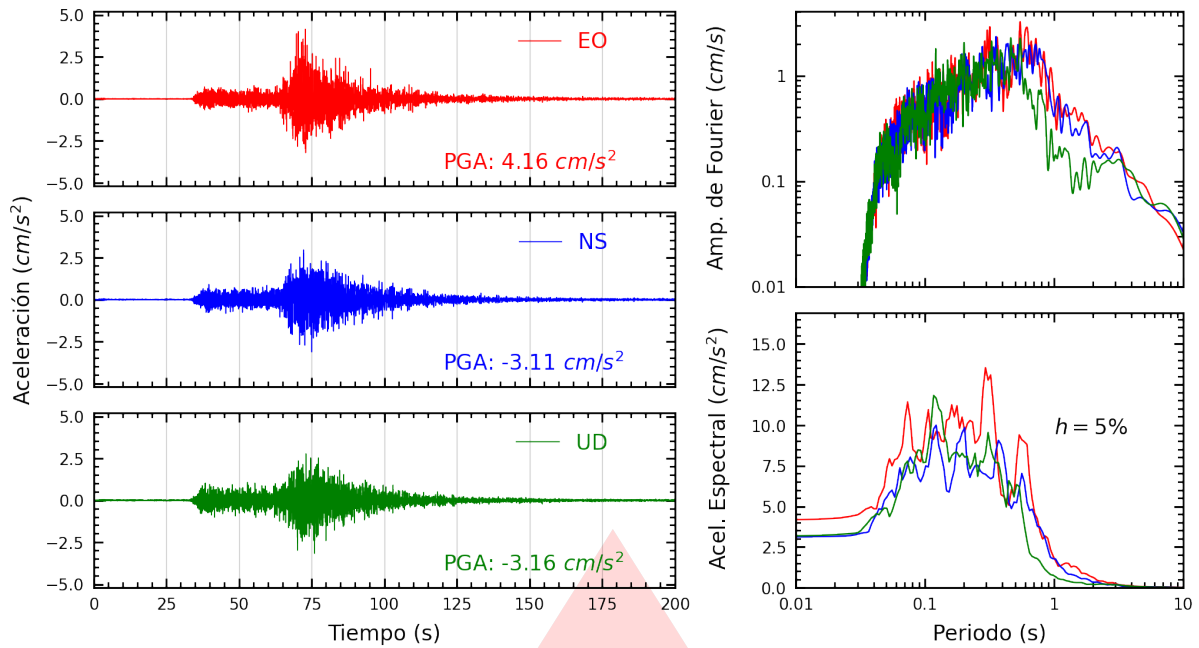 Aceleración (cm/s²)
5.0
2.5
0.0
−2.5
−5.0
EO
PGA: 4.16 cm/s²
5.0
2.5
0.0
−2.5
−5.0
NS
PGA: -3.11 cm/s²
5.0
2.5
0.0
−2.5
−5.0
UD
PGA: -3.16 cm/s²
0 25 50 75 100 125 150 175 200
Tiempo (s)
Amp. de Fourier (cm/s)
1
0.1
0.01
Acel. Espectral (cm/s²)
15.0
12.5
10.0
7.5
5.0
2.5
0.0
h = 5%
0.01 0.1 1 10
Periodo (s)